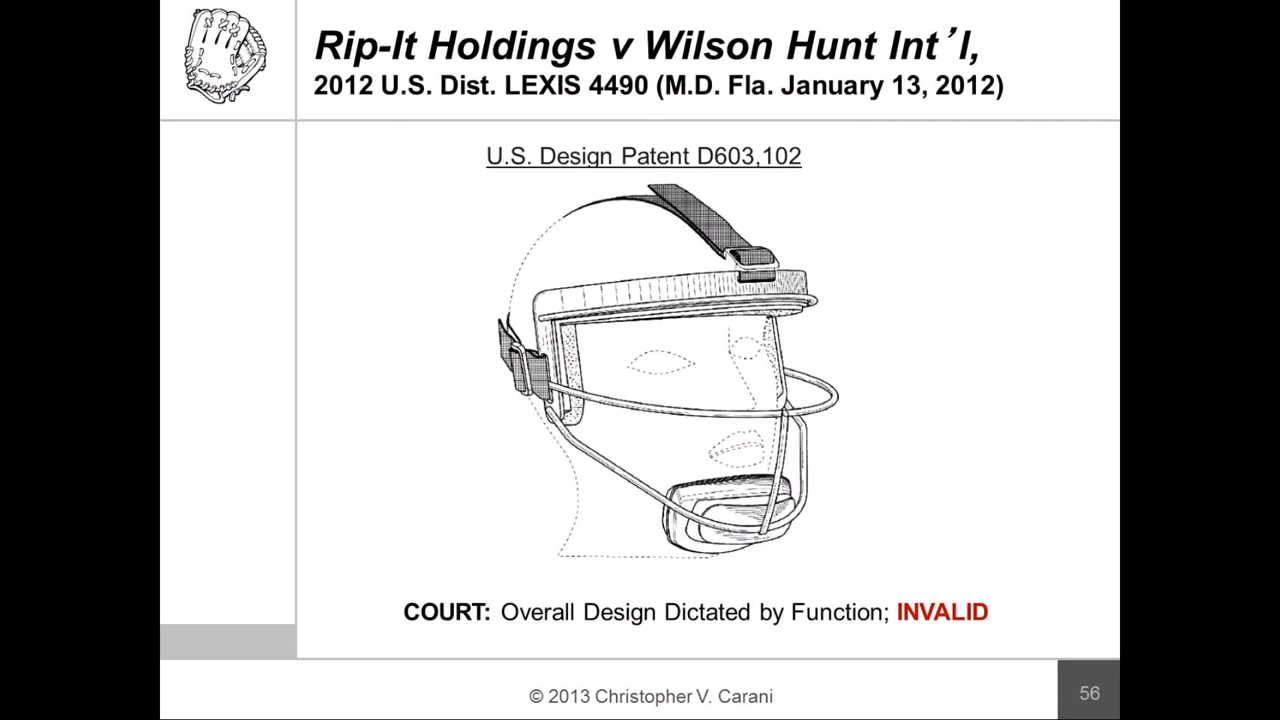 Rip-It Holdings v Wilson Hunt Int'l,
2012 U.S. Dist. LEXIS 4490 (M.D. Fla. January 13, 2012)
U.S. Design Patent D603,102
COURT: Overall Design Dictated by Function; INVALID
© 2013 Christopher V. Carani
56